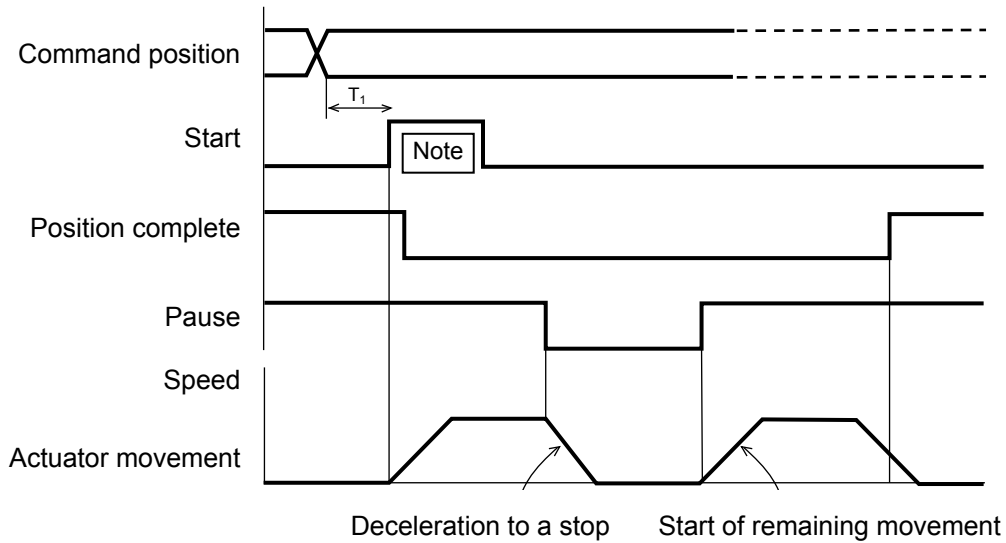 Command position
T₁
Start
Note
Position complete
Pause
Speed
Actuator movement
Deceleration to a stop
Start of remaining movement